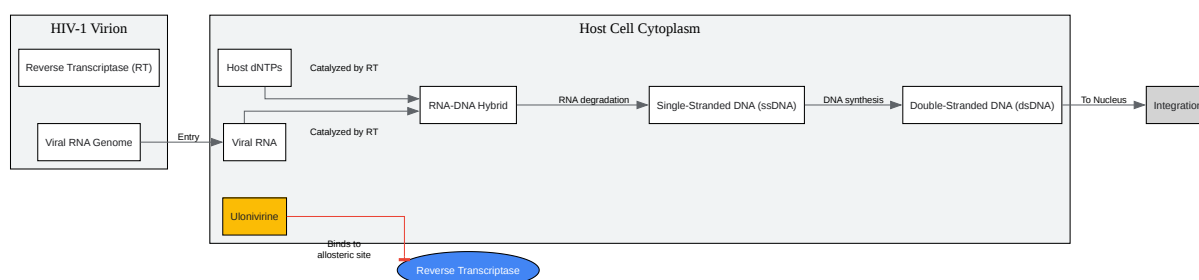 HIV-1 Virion
Host Cell Cytoplasm
Reverse Transcriptase (RT)
Host dNTPs
Catalyzed by RT
RNA-DNA Hybrid
RNA degradation
Single-Stranded DNA (ssDNA)
DNA synthesis
Double-Stranded DNA (dsDNA)
To Nucleus
Integration
Viral RNA Genome
Entry
Viral RNA
Catalyzed by RT
Ulonivirine
Binds to
allosteric site
Reverse Transcriptase